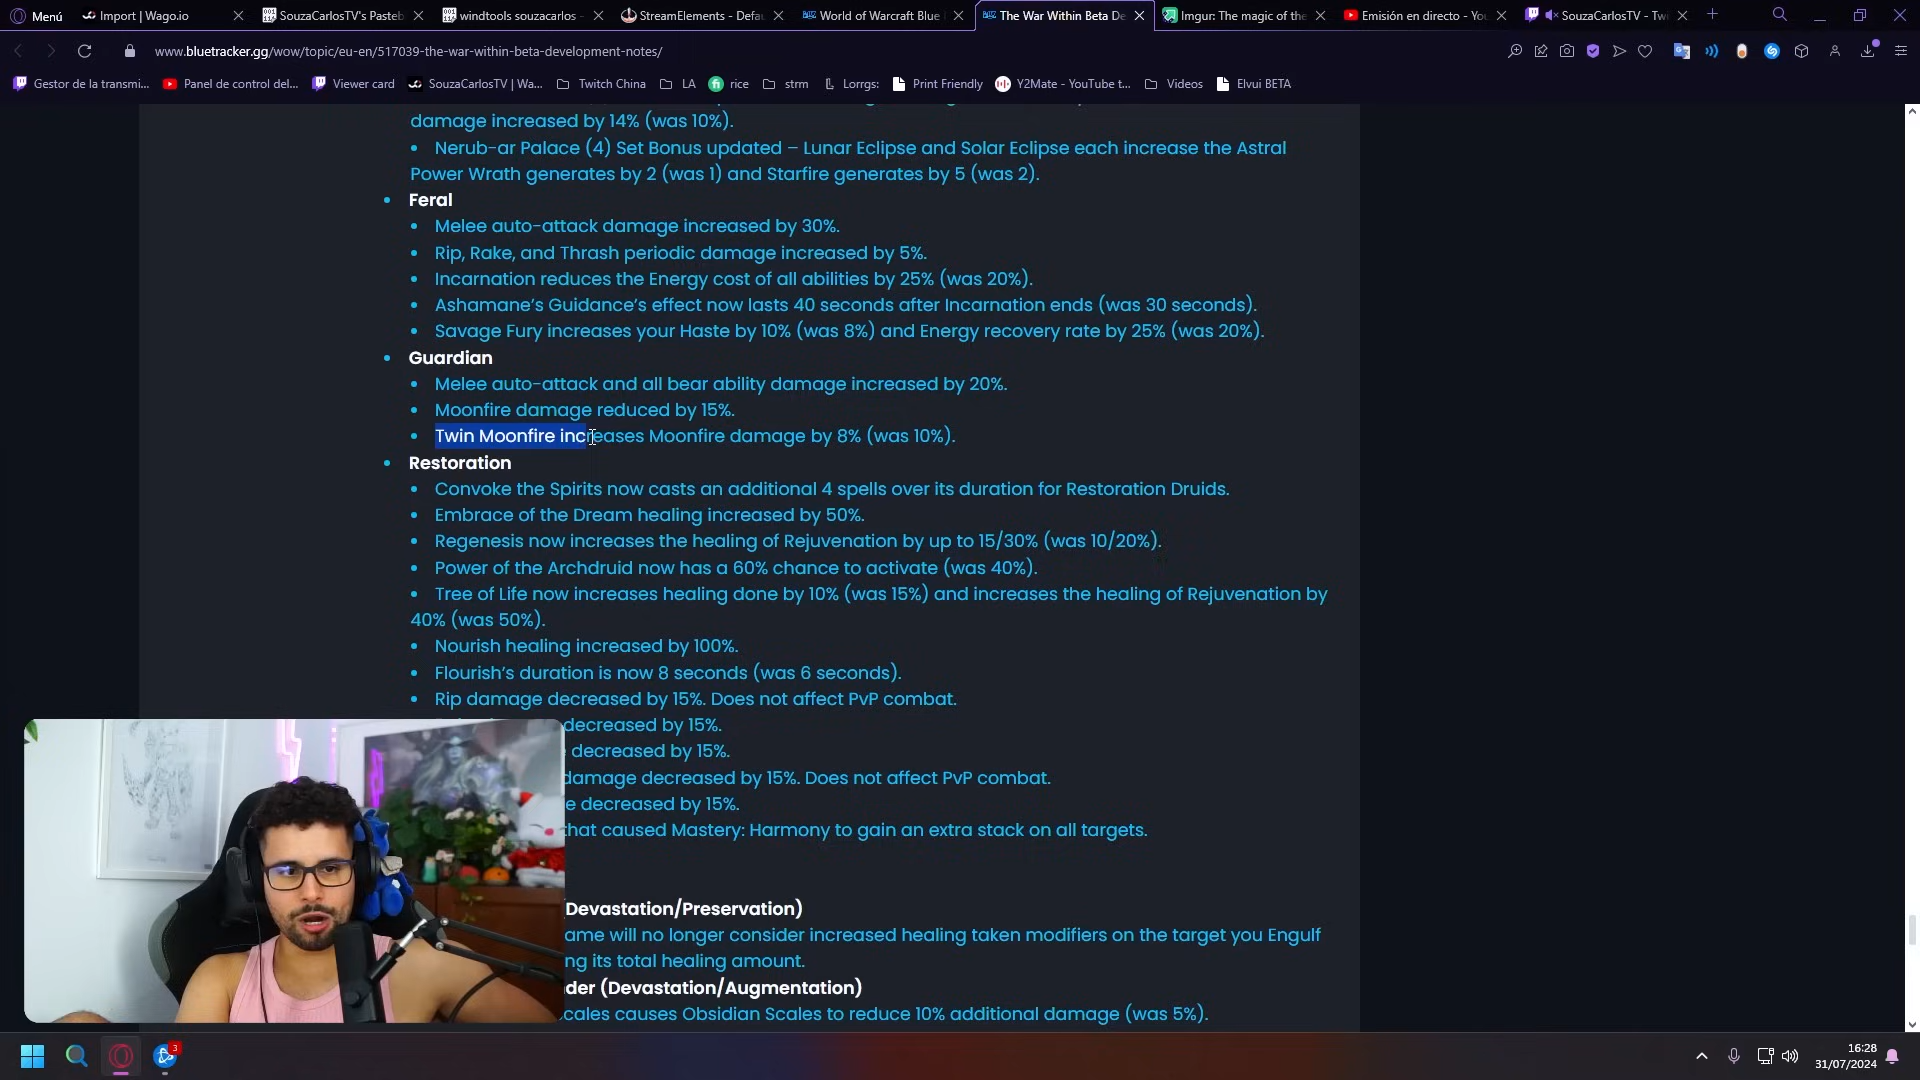 Menú
Import | Wago.io
SouzaCarlosTV's Pasteb
windtools souzacarlos -
StreamElements - Defau
World of Warcraft Blue
The War Within Beta De
Imgur: The magic of the
Emisión en directo - You
SouzaCarlosTV - Tw
www.bluetracker.gg/wow/topic/eu-en/517039-the-war-within-beta-development-notes/
Gestor de la transmi...
Panel de control del...
Viewer card
SouzaCarlosTV | Wa...
Twitch China
LA
rice
strm
Lorrgs:
Print Friendly
Y2Mate - YouTube t...
Videos
Elvui BETA
damage increased by 14% (was 10%).
• Nerub-ar Palace (4) Set Bonus updated – Lunar Eclipse and Solar Eclipse each increase the Astral
Power Wrath generates by 2 (was 1) and Starfire generates by 5 (was 2).
• Feral
• Melee auto-attack damage increased by 30%.
• Rip, Rake, and Thrash periodic damage increased by 5%.
• Incarnation reduces the Energy cost of all abilities by 25% (was 20%).
• Ashamane's Guidance's effect now lasts 40 seconds after Incarnation ends (was 30 seconds).
• Savage Fury increases your Haste by 10% (was 8%) and Energy recovery rate by 25% (was 20%).
• Guardian
• Melee auto-attack and all bear ability damage increased by 20%.
• Moonfire damage reduced by 15%.
• Twin Moonfire increases Moonfire damage by 8% (was 10%).
• Restoration
• Convoke the Spirits now casts an additional 4 spells over its duration for Restoration Druids.
• Embrace of the Dream healing increased by 50%.
• Regenesis now increases the healing of Rejuvenation by up to 15/30% (was 10/20%).
• Power of the Archdruid now has a 60% chance to activate (was 40%).
• Tree of Life now increases healing done by 10% (was 15%) and increases the healing of Rejuvenation by
40% (was 50%).
• Nourish healing increased by 100%.
• Flourish's duration is now 8 seconds (was 6 seconds).
• Rip damage decreased by 15%. Does not affect PvP combat.
decreased by 15%.
decreased by 15%.
damage decreased by 15%. Does not affect PvP combat.
e decreased by 15%.
that caused Mastery: Harmony to gain an extra stack on all targets.
(Devastation/Preservation)
ame will no longer consider increased healing taken modifiers on the target you Engulf
ng its total healing amount.
der (Devastation/Augmentation)
cales causes Obsidian Scales to reduce 10% additional damage (was 5%).
3
16:28
31/07/2024